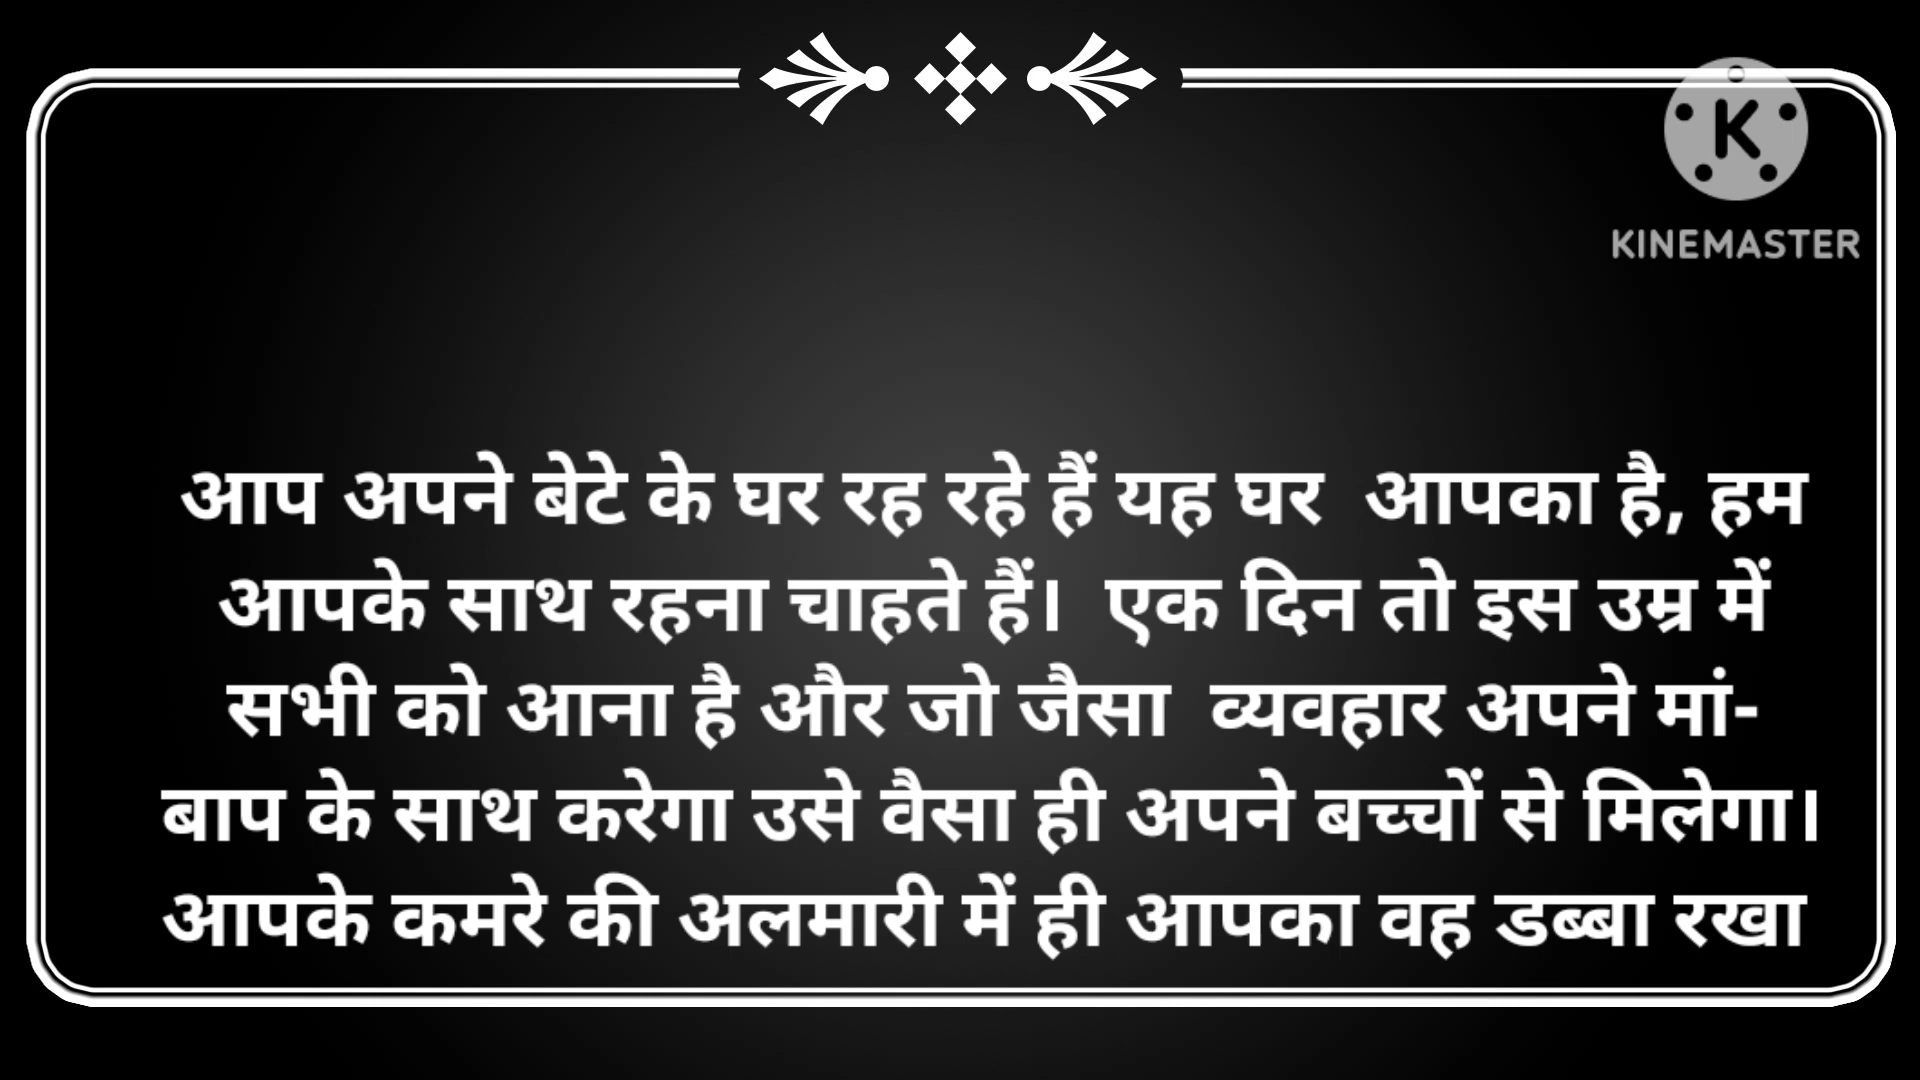 KINEMASTER
आप अपने बेटे के घर रह रहे हैं यह घर  आपका है, हम
आपके साथ रहना चाहते हैं।  एक दिन तो इस उम्र में
सभी को आना है और जो जैसा  व्यवहार अपने मां-
बाप के साथ करेगा उसे वैसा ही अपने बच्चों से मिलेगा।
आपके कमरे की अलमारी में ही आपका वह डब्बा रखा